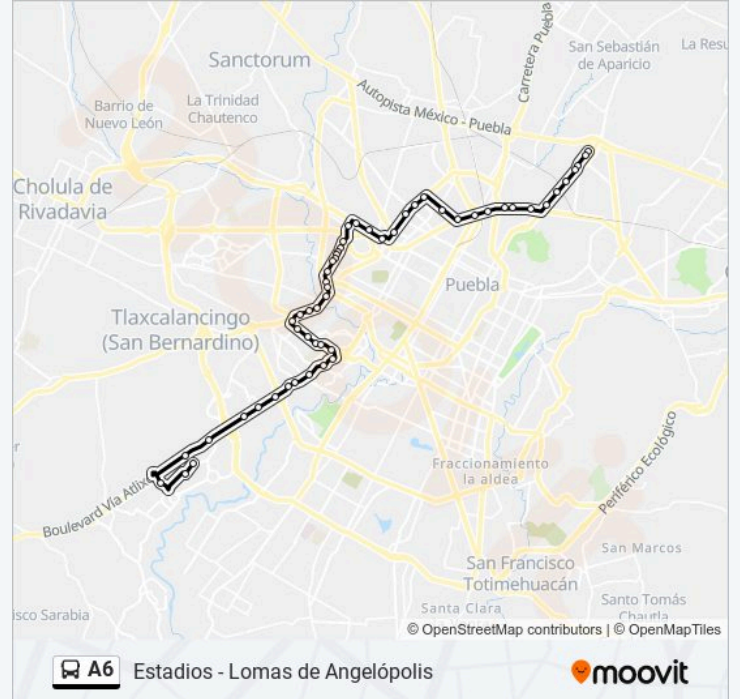 Sanctorum
San Sebastián
de Aparicio
La Resu
Carretera Puebla
Autopista México - Puebla
Barrio de
Nuevo León
La Trinidad
Chautenco
Cholula de
Rivadavia
Puebla
Tlaxcalancingo
(San Bernardino)
Fraccionamiento
la aldea
Periférico Ecológico
Boulevard Vía Atlixc
San Marcos
San Francisco
Totimehuacán
Santo Tomás
Chautla
Santa Clara
isco Sarabia
© OpenStreetMap contributors | © OpenMapTiles
A6 Estadios - Lomas de Angelópolis
moovit